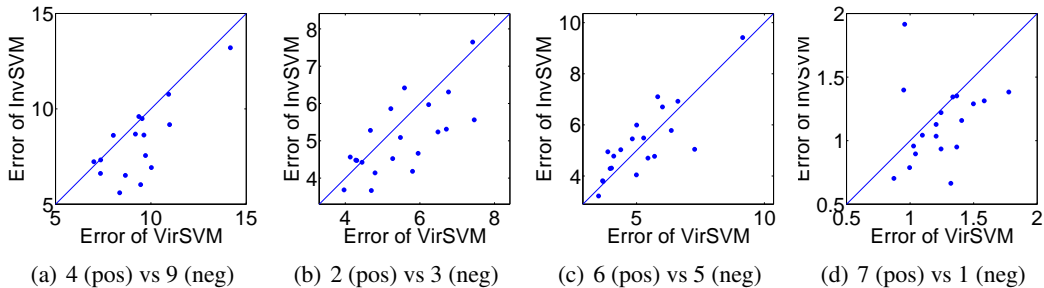 15
10
5
5
10
15
Error of InvSVM
Error of VirSVM
(a) 4 (pos) vs 9 (neg)
8
7
6
5
4
4
6
8
Error of InvSVM
Error of VirSVM
(b) 2 (pos) vs 3 (neg)
10
8
6
4
4
6
8
10
Error of InvSVM
Error of VirSVM
(c) 6 (pos) vs 5 (neg)
2
1.5
1
0.5
0.5
1
1.5
2
Error of InvSVM
Error of VirSVM
(d) 7 (pos) vs 1 (neg)